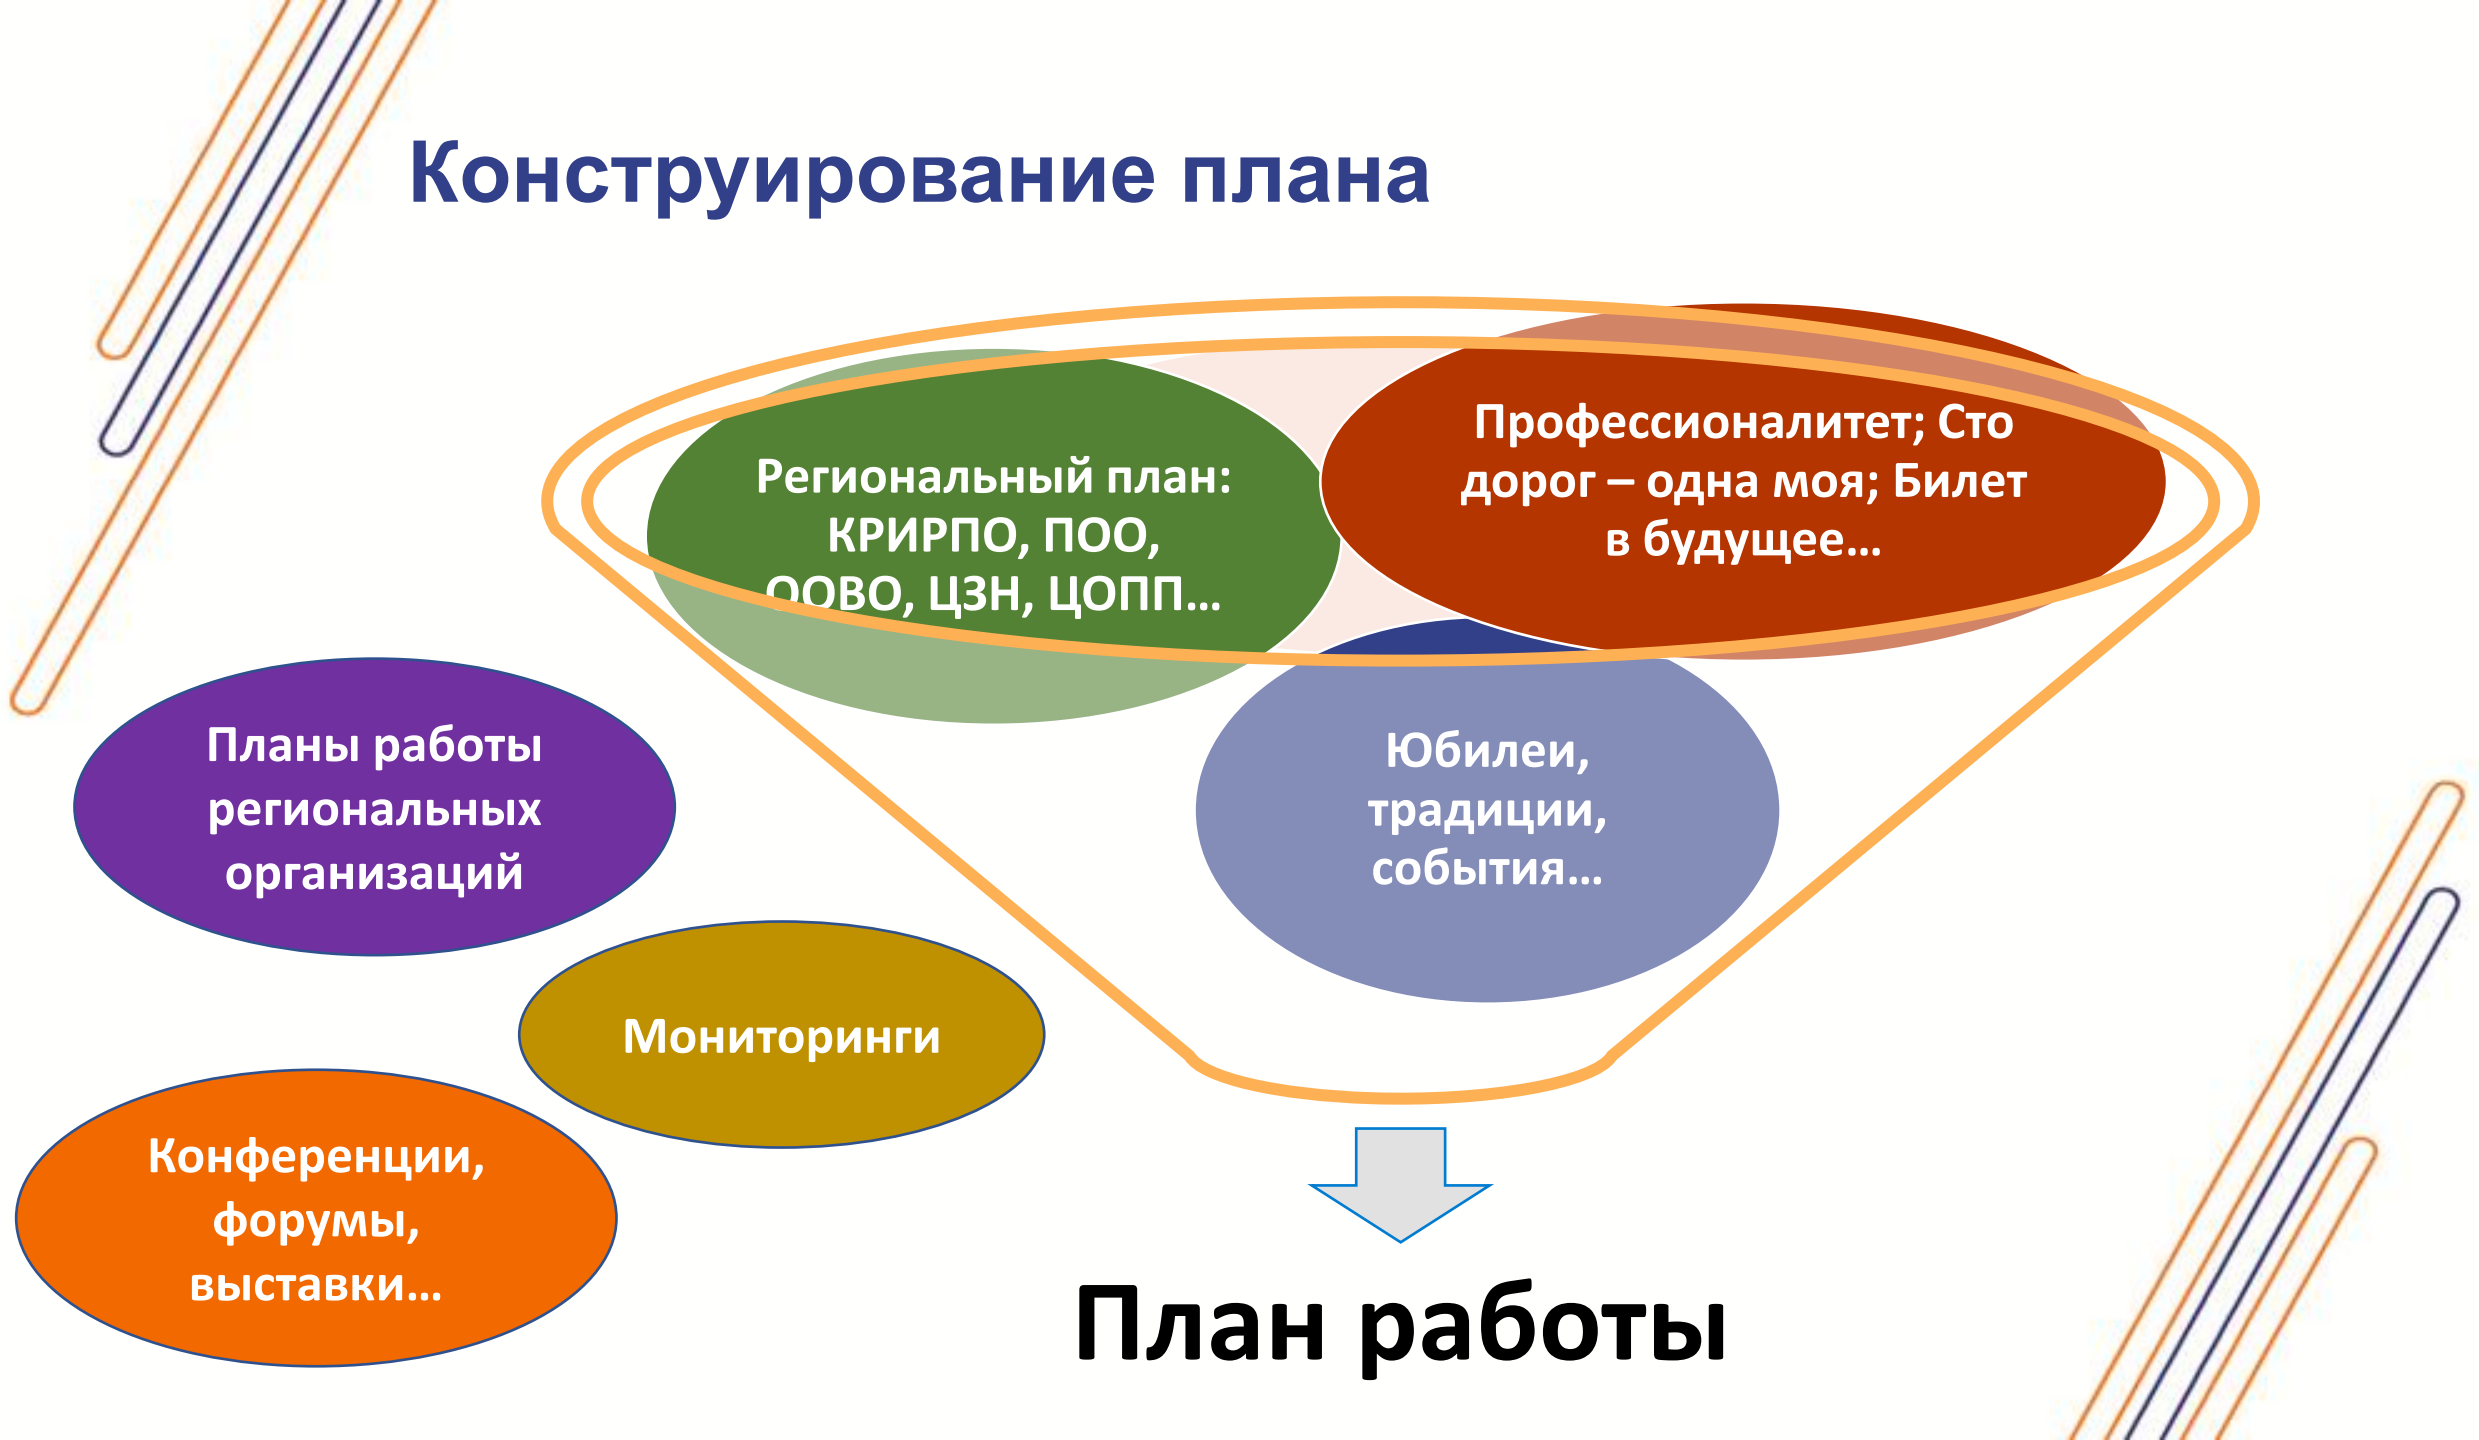 Конструирование плана
Региональный план:
КРИРПО, ПОО,
ООВО, ЦЗН, ЦОПП...
Профессионалитет; Сто
дорог – одна моя; Билет
в будущее...
Юбилеи,
традиции,
события...
Планы работы
региональных
организаций
Мониторинги
Конференции,
форумы,
выставки...
План работы